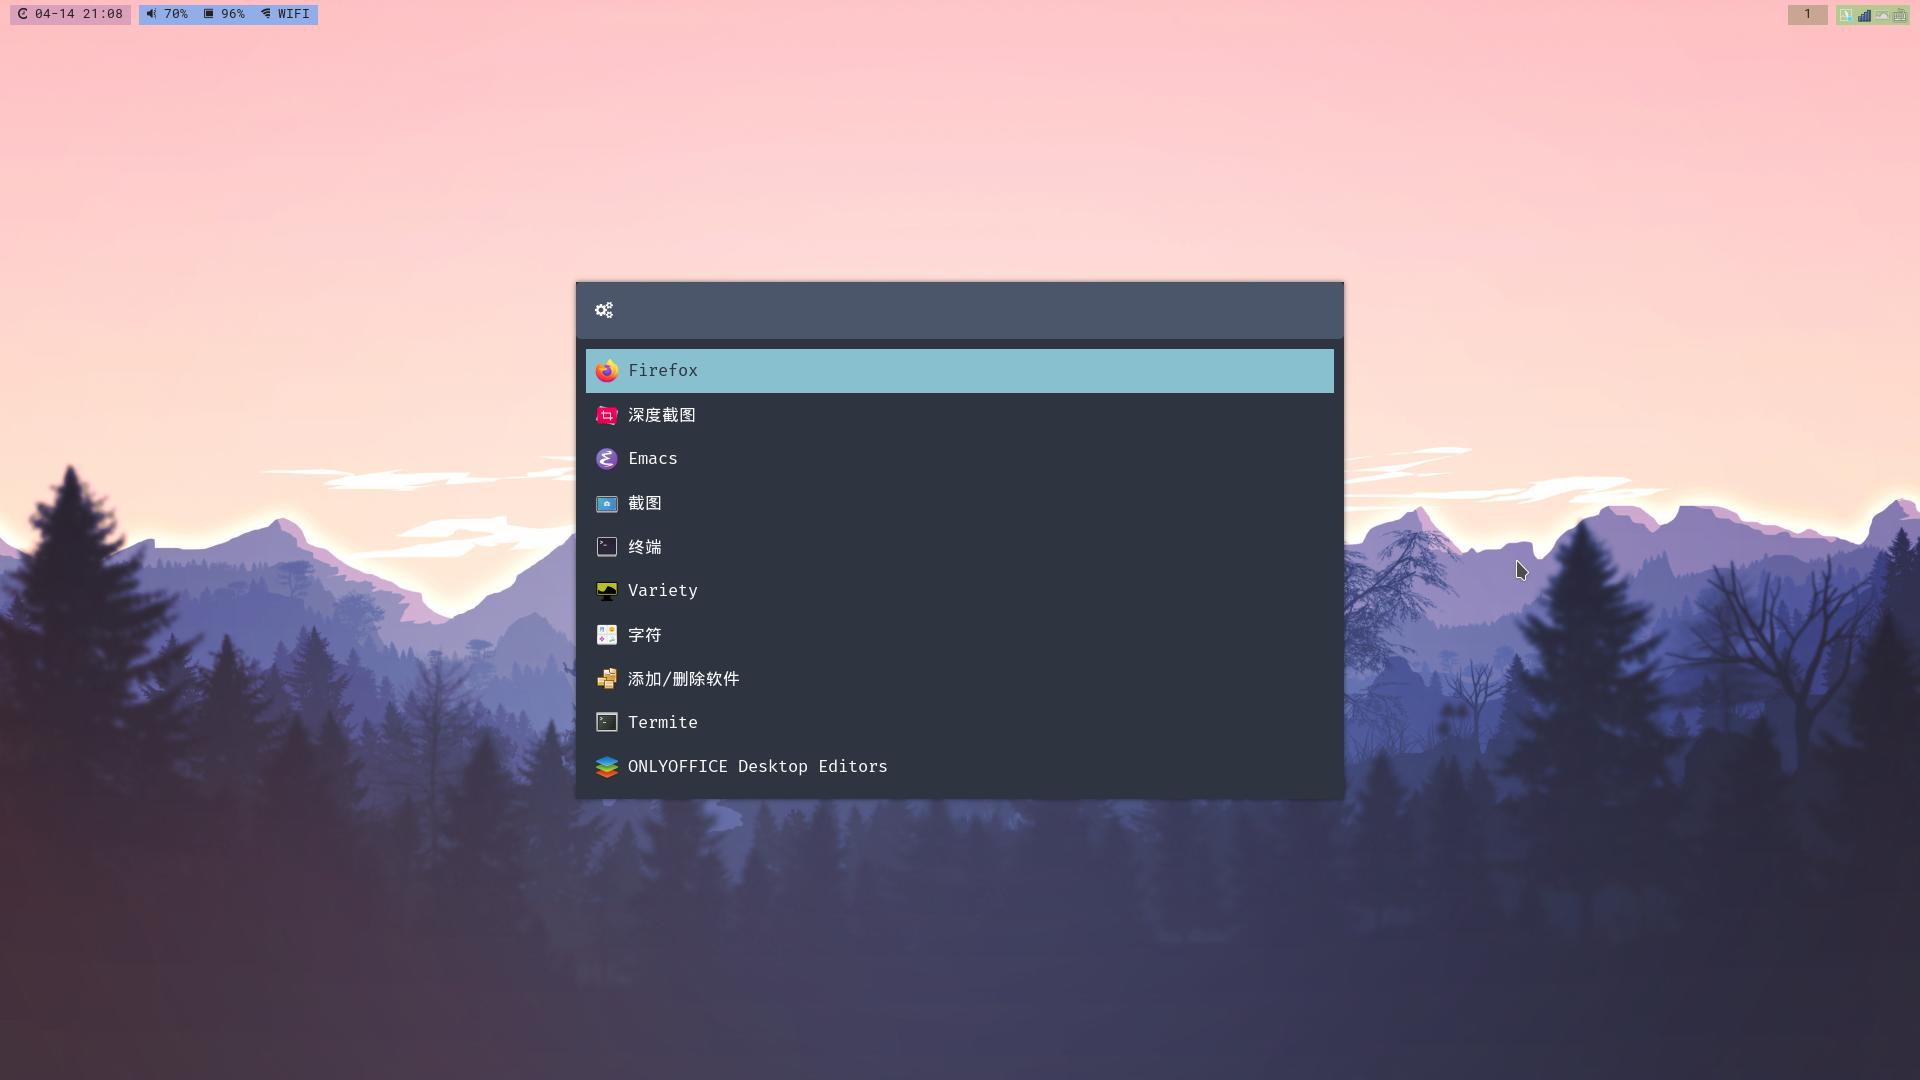 04-14 21:08 70% 96% WIFI 1
Firefox
深度截图
Emacs
截图
终端
Variety
字符
添加/删除软件
Termite
ONLYOFFICE Desktop Editors